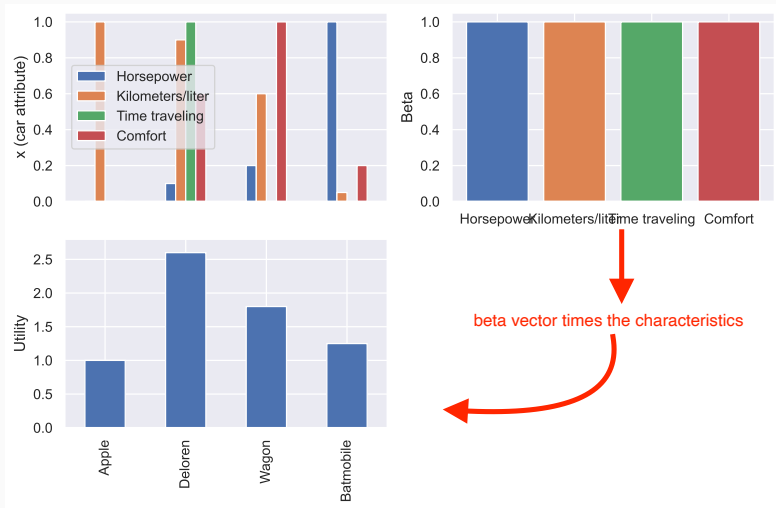 1.0
0.8
0.6
0.4
0.2
0.0
x (car attribute)
Horsepower
Kilometers/liter
Time traveling
Comfort
1.0
0.8
0.6
0.4
0.2
0.0
Beta
Horsepower Kilometers/liter Time traveling Comfort
2.5
2.0
1.5
1.0
0.5
0.0
Utility
Apple
Deloren
Wagon
Batmobile
beta vector times the characteristics